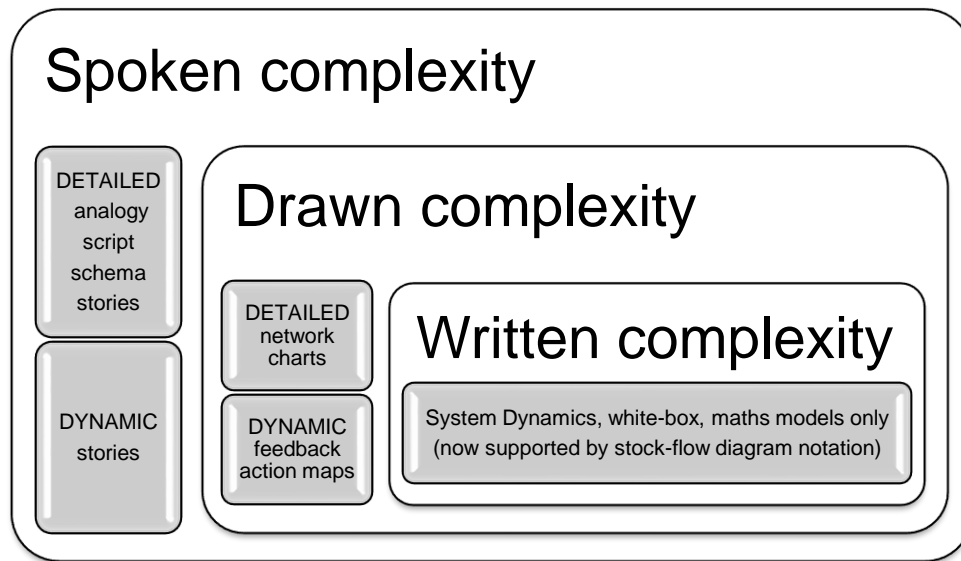 Spoken complexity
DETAILED
analogy
script
schema
stories
DYNAMIC
stories
Drawn complexity
DETAILED
network
charts
DYNAMIC
feedback
action maps
Written complexity
System Dynamics, white-box, maths models only
(now supported by stock-flow diagram notation)